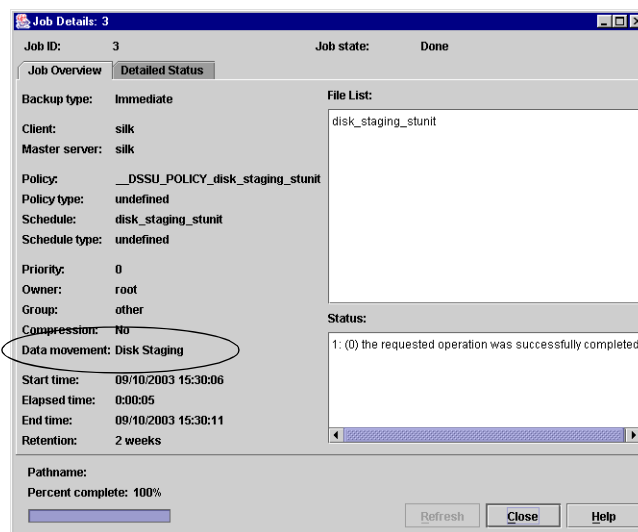 Job Details: 3
Job ID: 3 Job state: Done
Job Overview Detailed Status
Backup type: Immediate
Client: silk
Master server: silk
Policy: __DSSU_POLICY_disk_staging_stunit
Policy type: undefined
Schedule: disk_staging_stunit
Schedule type: undefined
Priority: 0
Owner: root
Group: other
Compression: No
Data movement: Disk Staging
Start time: 09/10/2003 15:30:06
Elapsed time: 0:00:05
End time: 09/10/2003 15:30:11
Retention: 2 weeks
File List:
disk_staging_stunit
Status:
1: (0) the requested operation was successfully completed
Pathname:
Percent complete: 100%
Refresh Close Help